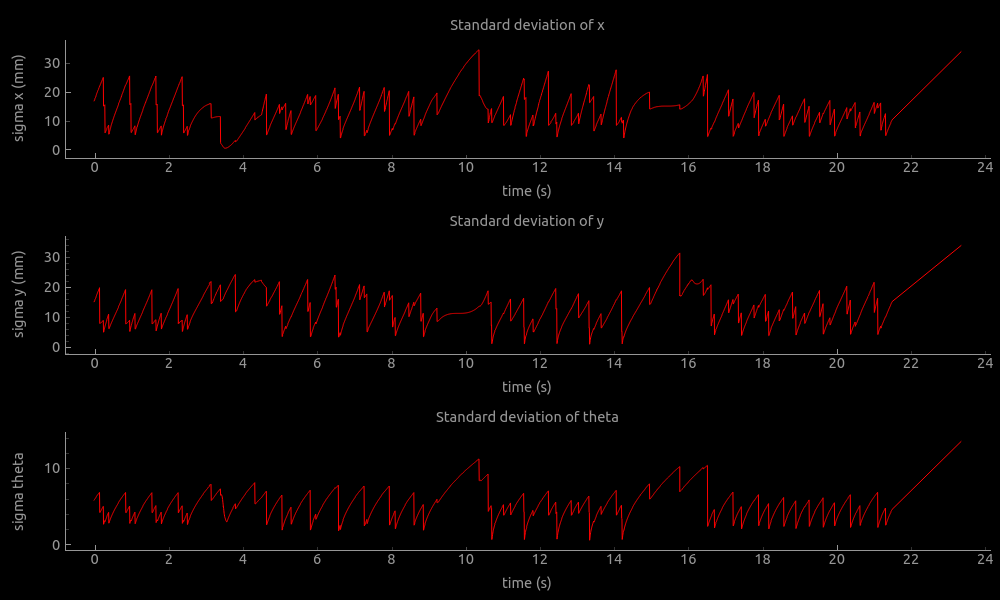 Standard deviation of x
sigma x (mm)
30
20
10
0
0 2 4 6 8 10 12 14 16 18 20 22 24
time (s)
Standard deviation of y
sigma y (mm)
30
20
10
0
0 2 4 6 8 10 12 14 16 18 20 22 24
time (s)
Standard deviation of theta
sigma theta
10
0
0 2 4 6 8 10 12 14 16 18 20 22 24
time (s)